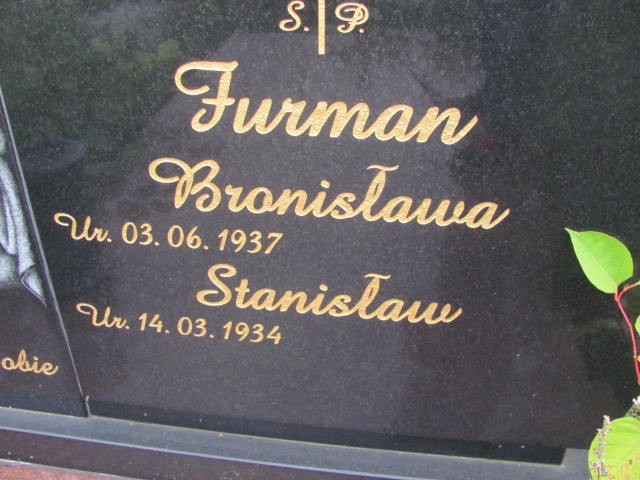 Ś. P.
Furman
Bronisława
Ur. 03. 06. 1937
Stanisław
Ur. 14. 03. 1934
obie